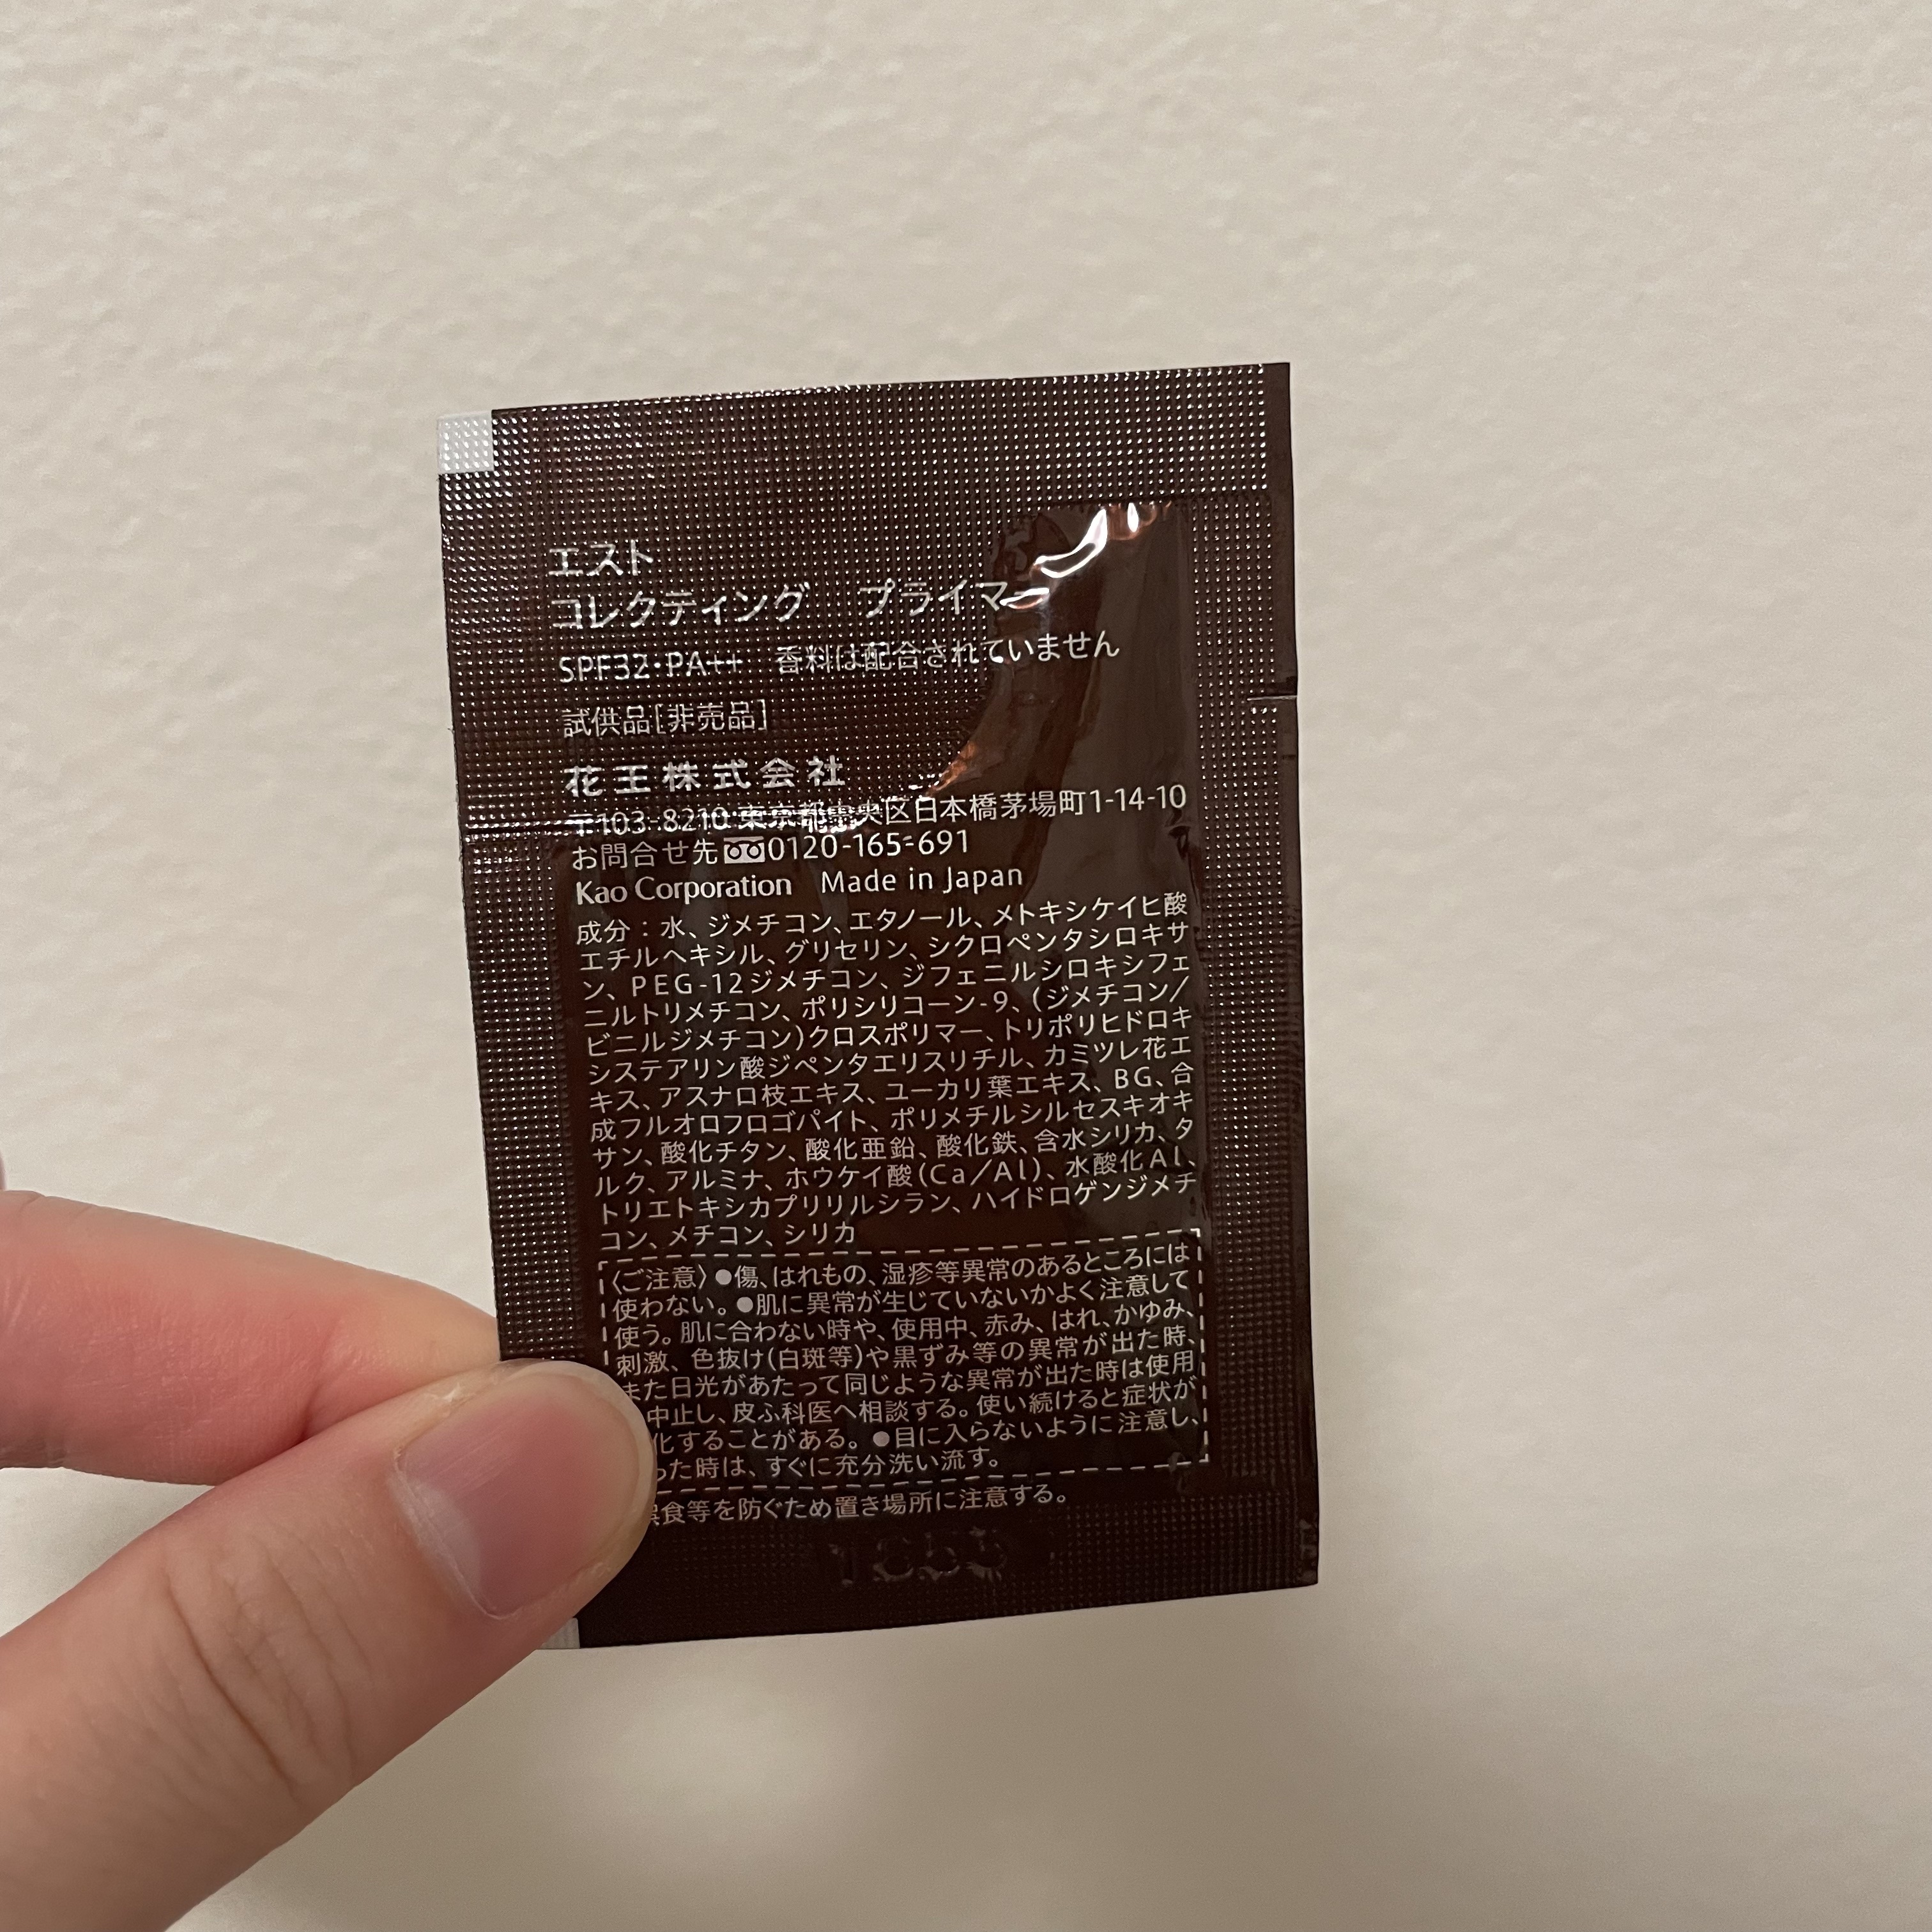 エスト
コレクティング　プライマー
SPF32・PA++　香料は配合されていません
試供品[非売品]
花王株式会社
〒103-8210 東京都中央区日本橋茅場町1-14-10
お問合せ先 0120-165-691
Kao Corporation　Made in Japan
成分：水、ジメチコン、エタノール、メトキシケイヒ酸
エチルヘキシル、グリセリン、シクロペンタシロキサ
ン、PEG-12ジメチコン、ジフェニルシロキシフェ
ニルトリメチコン、ポリシリコーン-9、(ジメチコン/
ビニルジメチコン)クロスポリマー、トリポリヒドロキ
システアリン酸ジペンタエリスリチル、カミツレ花エ
キス、アスナロ枝エキス、ユーカリ葉エキス、BG、合
成フルオロフロゴパイト、ポリメチルシルセスキオキ
サン、酸化チタン、酸化亜鉛、酸化鉄、含水シリカ、タ
ルク、アルミナ、ホウケイ酸(Ca/Al)、水酸化Al、
トリエトキシカプリリルシラン、ハイドロゲンジメチ
コン、メチコン、シリカ
〈ご注意〉●傷、はれもの、湿疹等異常のあるところには
使わない。●肌に異常が生じていないかよく注意して
使う。肌に合わない時や、使用中、赤み、はれ、かゆみ、
刺激、色抜け(白斑等)や黒ずみ等の異常が出た時、
また日光があたって同じような異常が出た時は使用
中止し、皮ふ科医へ相談する。使い続けると症状が
化することがある。●目に入らないように注意し、
った時は、すぐに充分洗い流す。
誤食等を防ぐため置き場所に注意する。